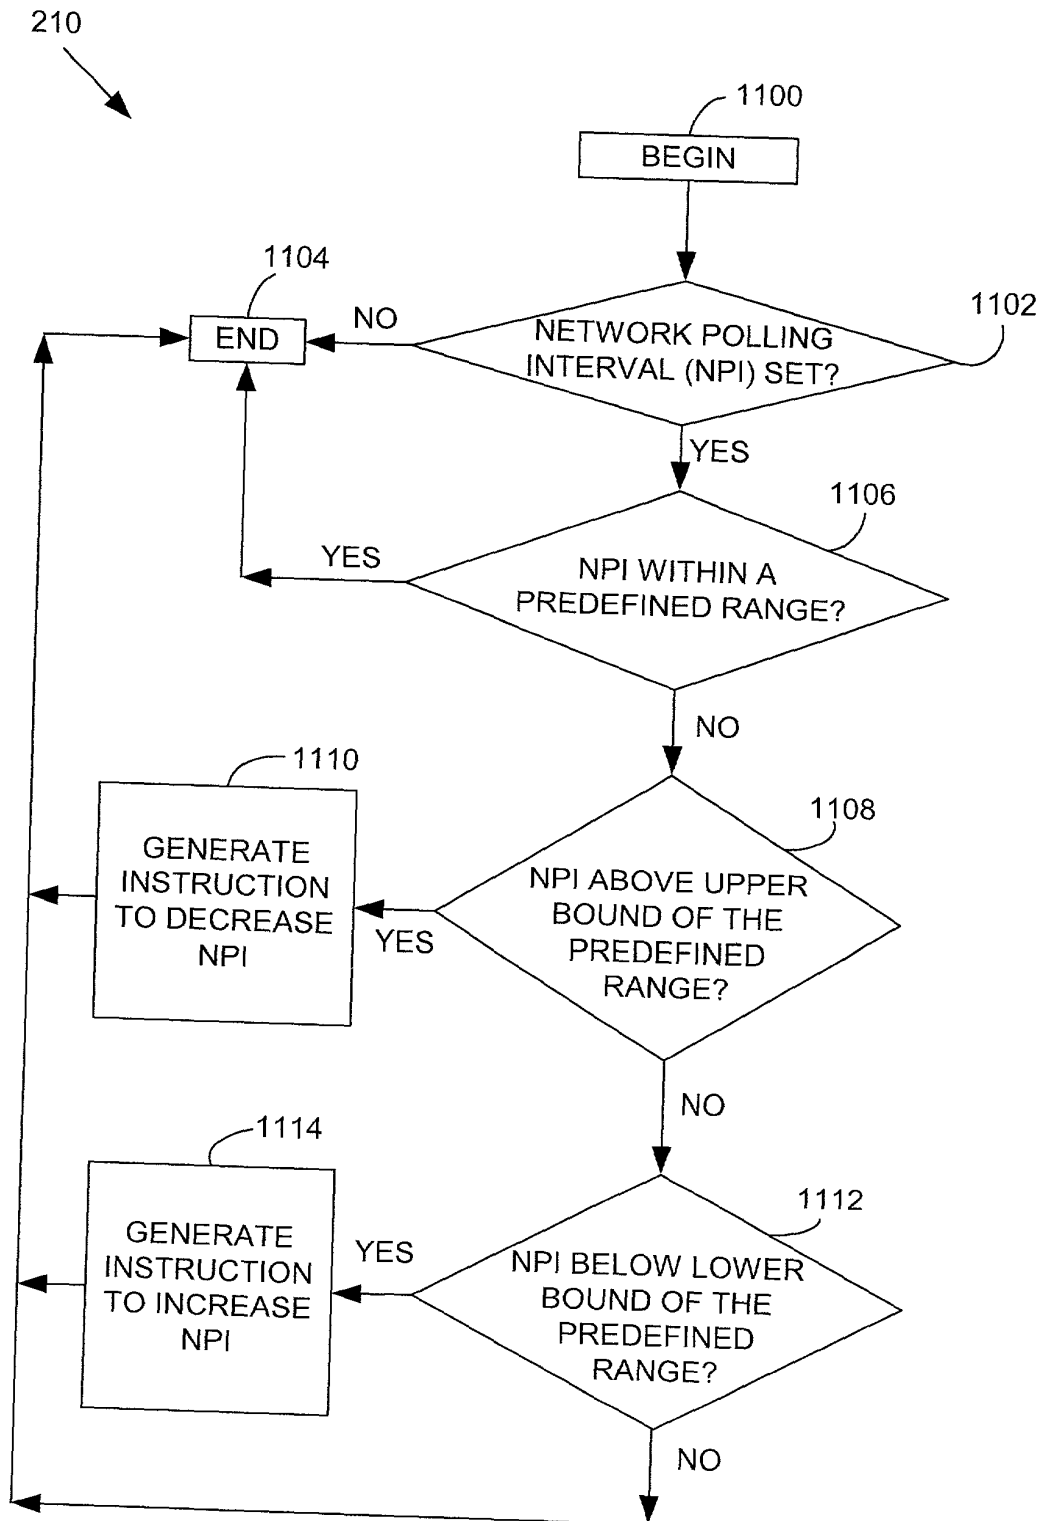 210
1100
BEGIN
1104
END
NO
1102
NETWORK POLLING
INTERVAL (NPI) SET?
YES
1106
YES
NPI WITHIN A
PREDEFINED RANGE?
NO
1110
GENERATE
INSTRUCTION
TO DECREASE
NPI
YES
1108
NPI ABOVE UPPER
BOUND OF THE
PREDEFINED
RANGE?
NO
1114
GENERATE
INSTRUCTION
TO INCREASE
NPI
YES
1112
NPI BELOW LOWER
BOUND OF THE
PREDEFINED
RANGE?
NO